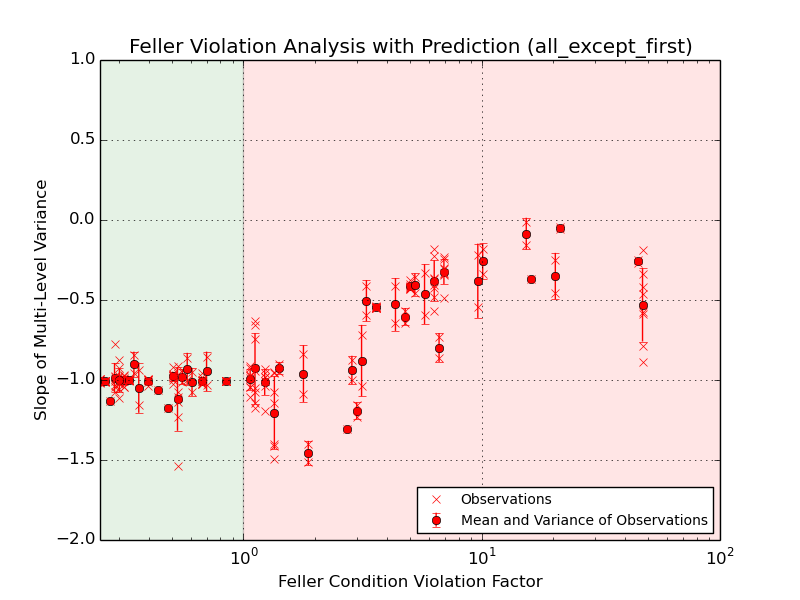 Feller Violation Analysis with Prediction (all_except_first)
1.0
0.5
0.0
−0.5
−1.0
−1.5
−2.0
Slope of Multi-Level Variance
Observations
Mean and Variance of Observations
10⁰
10¹
10²
Feller Condition Violation Factor